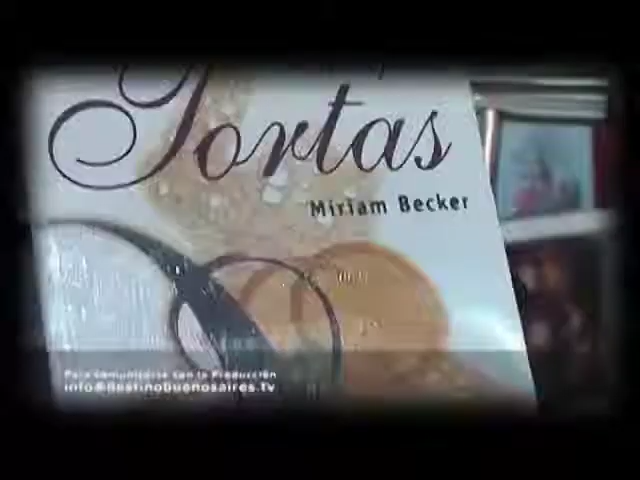 Tortas
Miriam Becker
Para comunicarse con la Producción
info@destinobuenosaires.tv